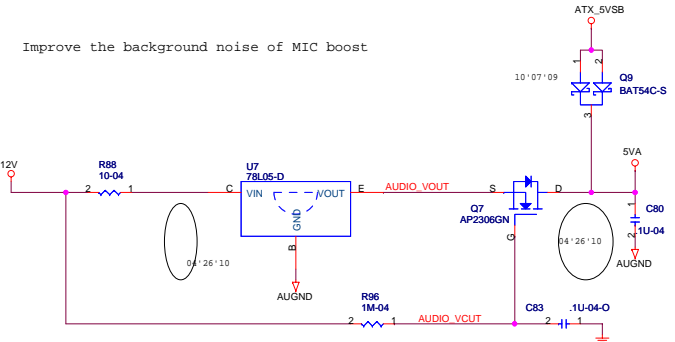 ATX_5VSB
Improve the background noise of MIC boost
10'07'09
1
2
Q9
BAT54C-S
3
12V
R88
10-04
2
1
U7
78L05-D
C
VIN
VOUT
E
GND
B
AUDIO_VOUT
S
D
G
Q7
AP2306GN
5VA
1
C80
.1U-04
2
AUGND
04'26'10
04'26'10
AUGND
R96
1M-04
2
1
AUDIO_VCUT
C83
.1U-04-O
2
1